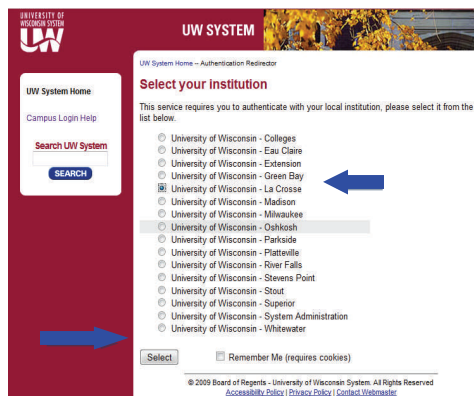 UNIVERSITY OF
WISCONSIN SYSTEM
UW
UW SYSTEM
UW System Home – Authentication Redirector
UW System Home
Campus Login Help
Search UW System
SEARCH
Select your institution
This service requires you to authenticate with your local institution, please select it from the
list below.
University of Wisconsin - Colleges
University of Wisconsin - Eau Claire
University of Wisconsin - Extension
University of Wisconsin - Green Bay
University of Wisconsin - La Crosse
University of Wisconsin - Madison
University of Wisconsin - Milwaukee
University of Wisconsin - Oshkosh
University of Wisconsin - Parkside
University of Wisconsin - Platteville
University of Wisconsin - River Falls
University of Wisconsin - Stevens Point
University of Wisconsin - Stout
University of Wisconsin - Superior
University of Wisconsin - System Administration
University of Wisconsin - Whitewater
Select
Remember Me (requires cookies)
© 2009 Board of Regents - University of Wisconsin System. All Rights Reserved
Accessibility Policy | Privacy Policy | Contact Webmaster